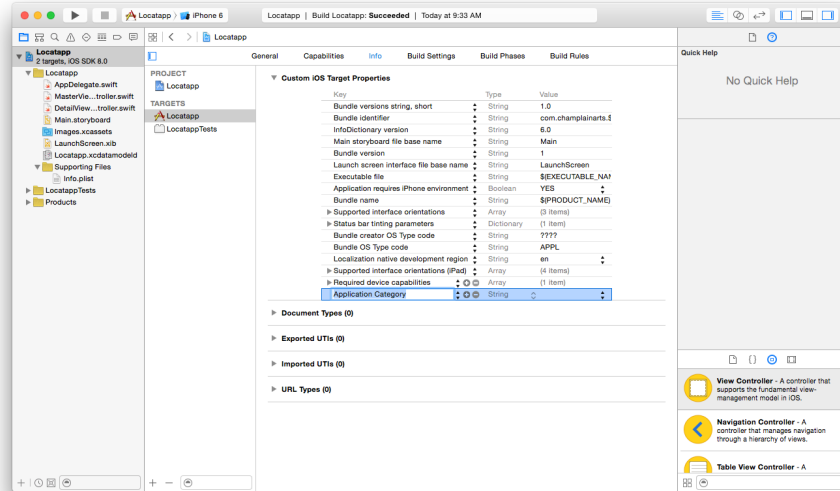 Locatapp
iPhone 6
Locatapp | Build Locatapp: Succeeded | Today at 9:33 AM
Locatapp
Locatapp
2 targets, iOS SDK 8.0
Locatapp
AppDelegate.swift
MasterVie...troller.swift
DetailView...troller.swift
Main.storyboard
Images.xcassets
LaunchScreen.xib
Locatapp.xcdatamodeld
Supporting Files
Info.plist
LocatappTests
Products
General Capabilities Info Build Settings Build Phases Build Rules
PROJECT
Locatapp
TARGETS
Locatapp
LocatappTests
Custom iOS Target Properties
Key Type Value
Bundle versions string, short String 1.0
Bundle identifier String com.champlainarts.$
InfoDictionary version String 6.0
Main storyboard file base name String Main
Bundle version String 1
Launch screen interface file base name String LaunchScreen
Executable file String $(EXECUTABLE_NAM
Application requires iPhone environment Boolean YES
Bundle name String $(PRODUCT_NAME)
Supported interface orientations Array (3 items)
Status bar tinting parameters Dictionary (1 item)
Bundle creator OS Type code String ????
Bundle OS Type code String APPL
Localization native development region String en
Supported interface orientations (iPad) Array (4 items)
Required device capabilities Array (1 item)
Application Category String
Document Types (0)
Exported UTIs (0)
Imported UTIs (0)
URL Types (0)
Quick Help
No Quick Help
View Controller - A controller that
supports the fundamental view-
management model in iOS.
Navigation Controller - A
controller that manages navigation
through a hierarchy of views.
Table View Controller - A